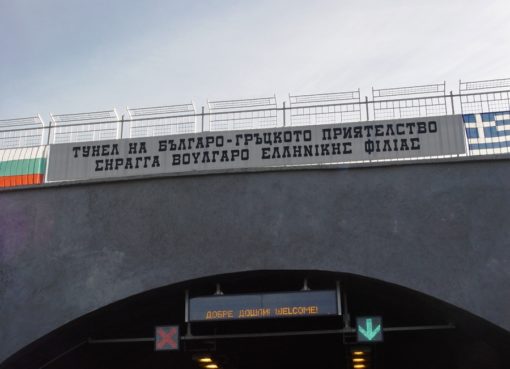 ТУНЕЛ НА БЪЛГАРО-ГРЪЦКОТО ПРИЯТЕЛСТВО
ΣΗΡΑΓΓΑ ΒΟΥΛΓΑΡΟ ΕΛΛΗΝΙΚΗΣ ΦΙΛΙΑΣ
ДОБРЕ ДОШЛИ! WELCOME!